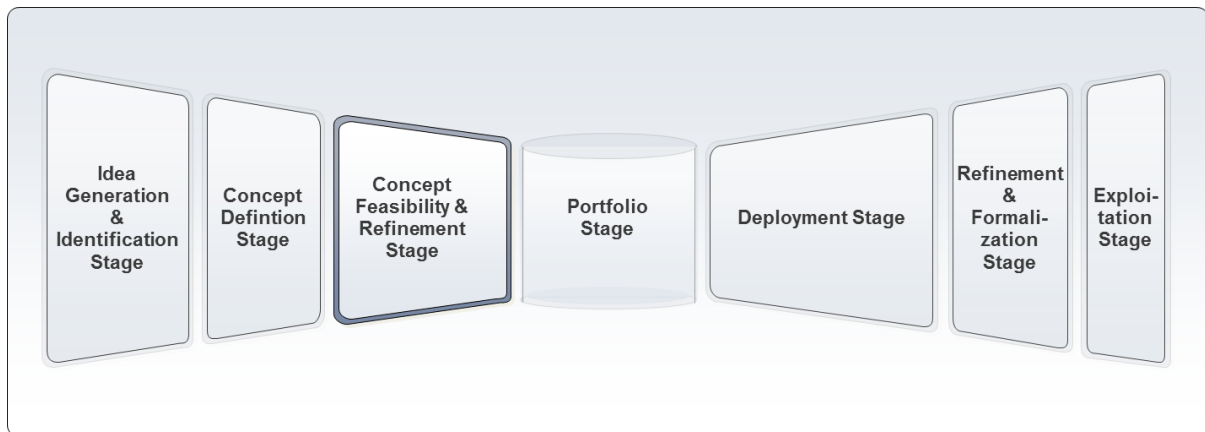 Idea
Generation
&
Identification
Stage
Concept
Defintion
Stage
Concept
Feasibility &
Refinement
Stage
Portfolio
Stage
Deployment Stage
Refinement
&
Formali-
zation
Stage
Exploi-
tation
Stage